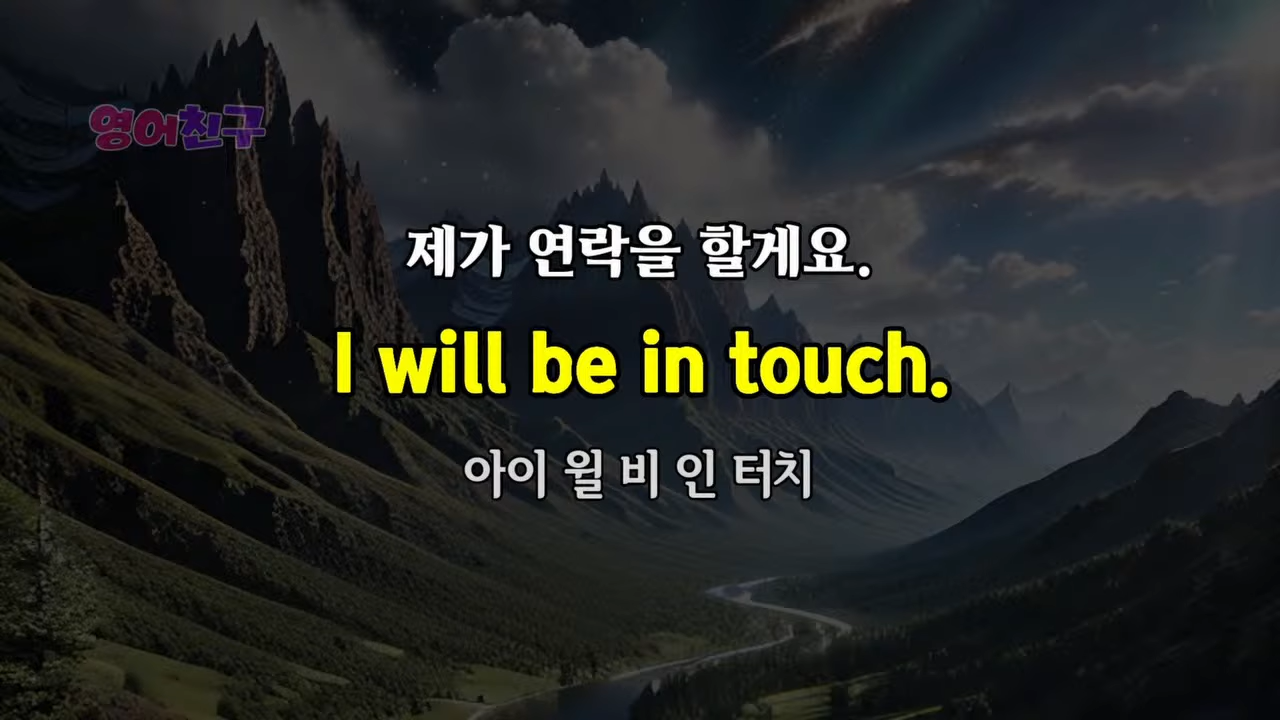 영어친구
제가 연락을 할게요.
I will be in touch.
아이 윌 비 인 터치